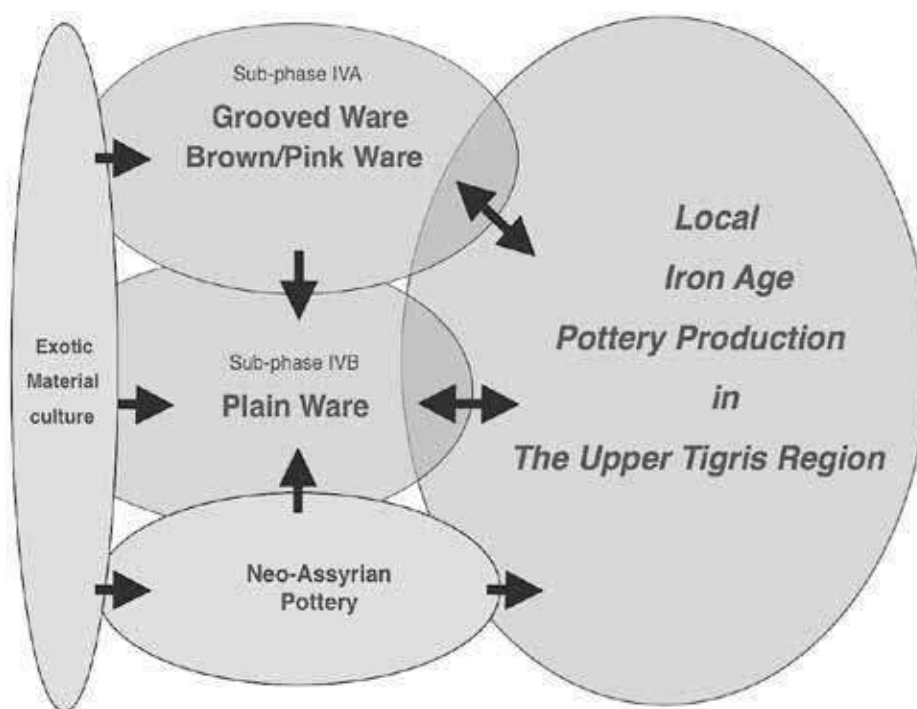 Sub-phase IVA
Grooved Ware
Brown/Pink Ware
Exotic
Material
culture
Sub-phase IVB
Plain Ware
Neo-Assyrian
Pottery
Local
Iron Age
Pottery Production
in
The Upper Tigris Region